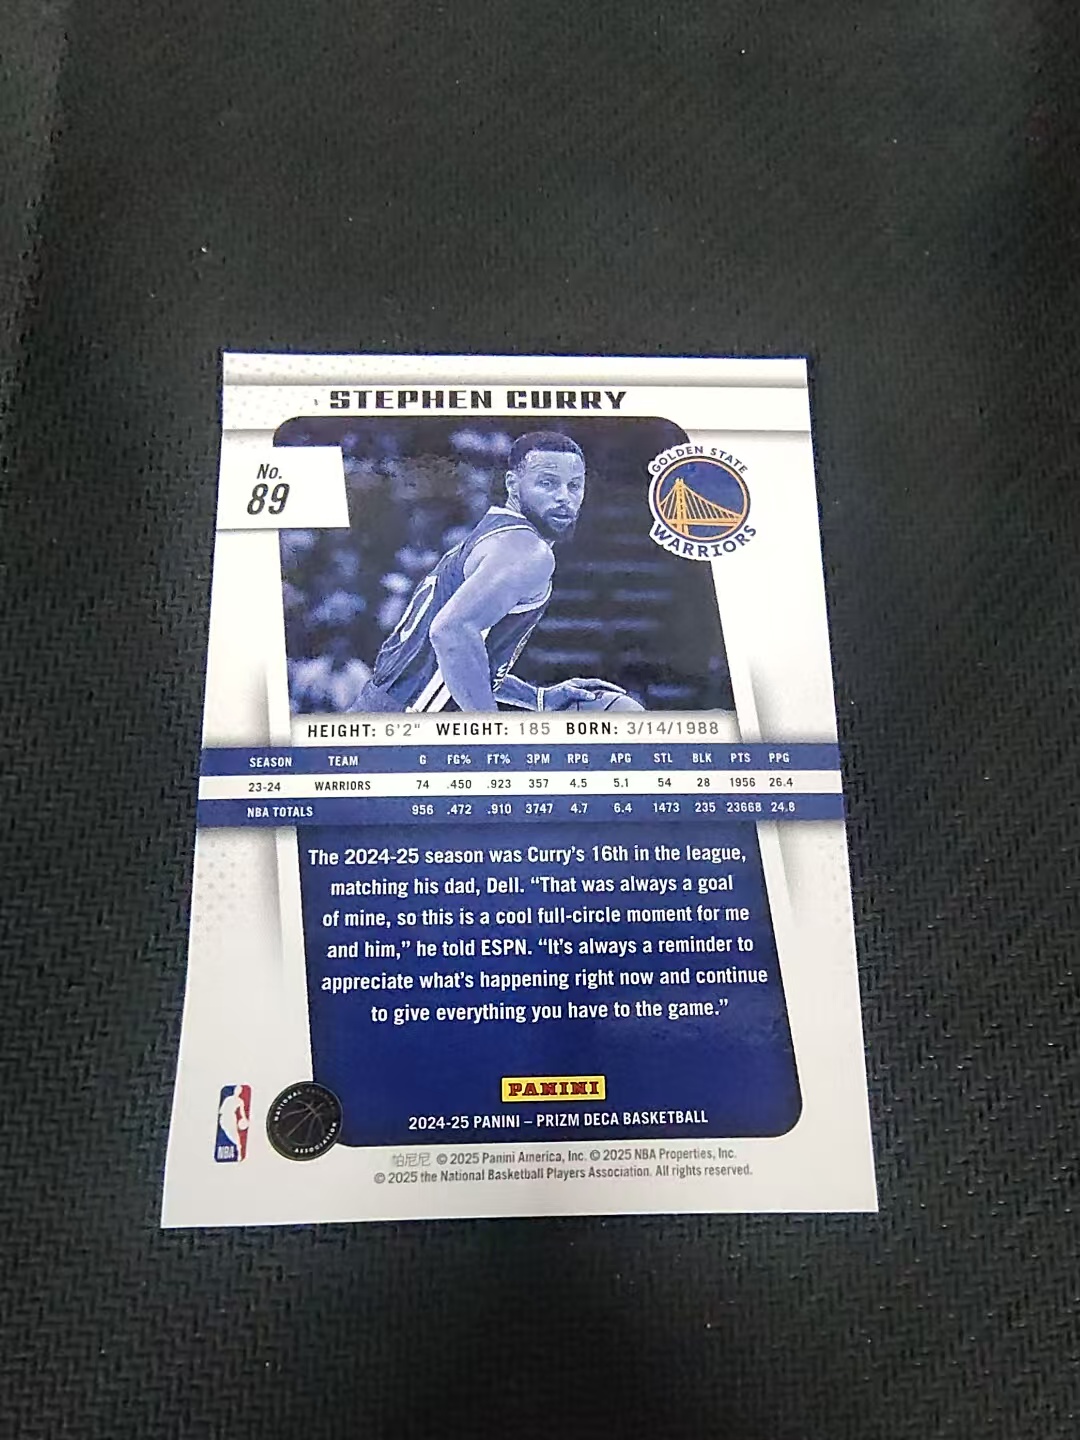 STEPHEN CURRY
No.
89
GOLDEN STATE
WARRIORS
HEIGHT: 6'2" WEIGHT: 185 BORN: 3/14/1988
SEASON TEAM G FG% FT% 3PM RPG APG STL BLK PTS PPG
23-24 WARRIORS 74 .450 .923 357 4.5 5.1 54 28 1956 26.4
NBA TOTALS 956 .472 .910 3747 4.7 6.4 1473 235 23668 24.8
The 2024-25 season was Curry's 16th in the league,
matching his dad, Dell. “That was always a goal
of mine, so this is a cool full-circle moment for me
and him,” he told ESPN. “It's always a reminder to
appreciate what's happening right now and continue
to give everything you have to the game.”
PANINI
2024-25 PANINI – PRIZM DECA BASKETBALL
NBA
NATIONAL
ASSOCIATION
帕尼尼 © 2025 Panini America, Inc. © 2025 NBA Properties, Inc.
© 2025 the National Basketball Players Association. All rights reserved.